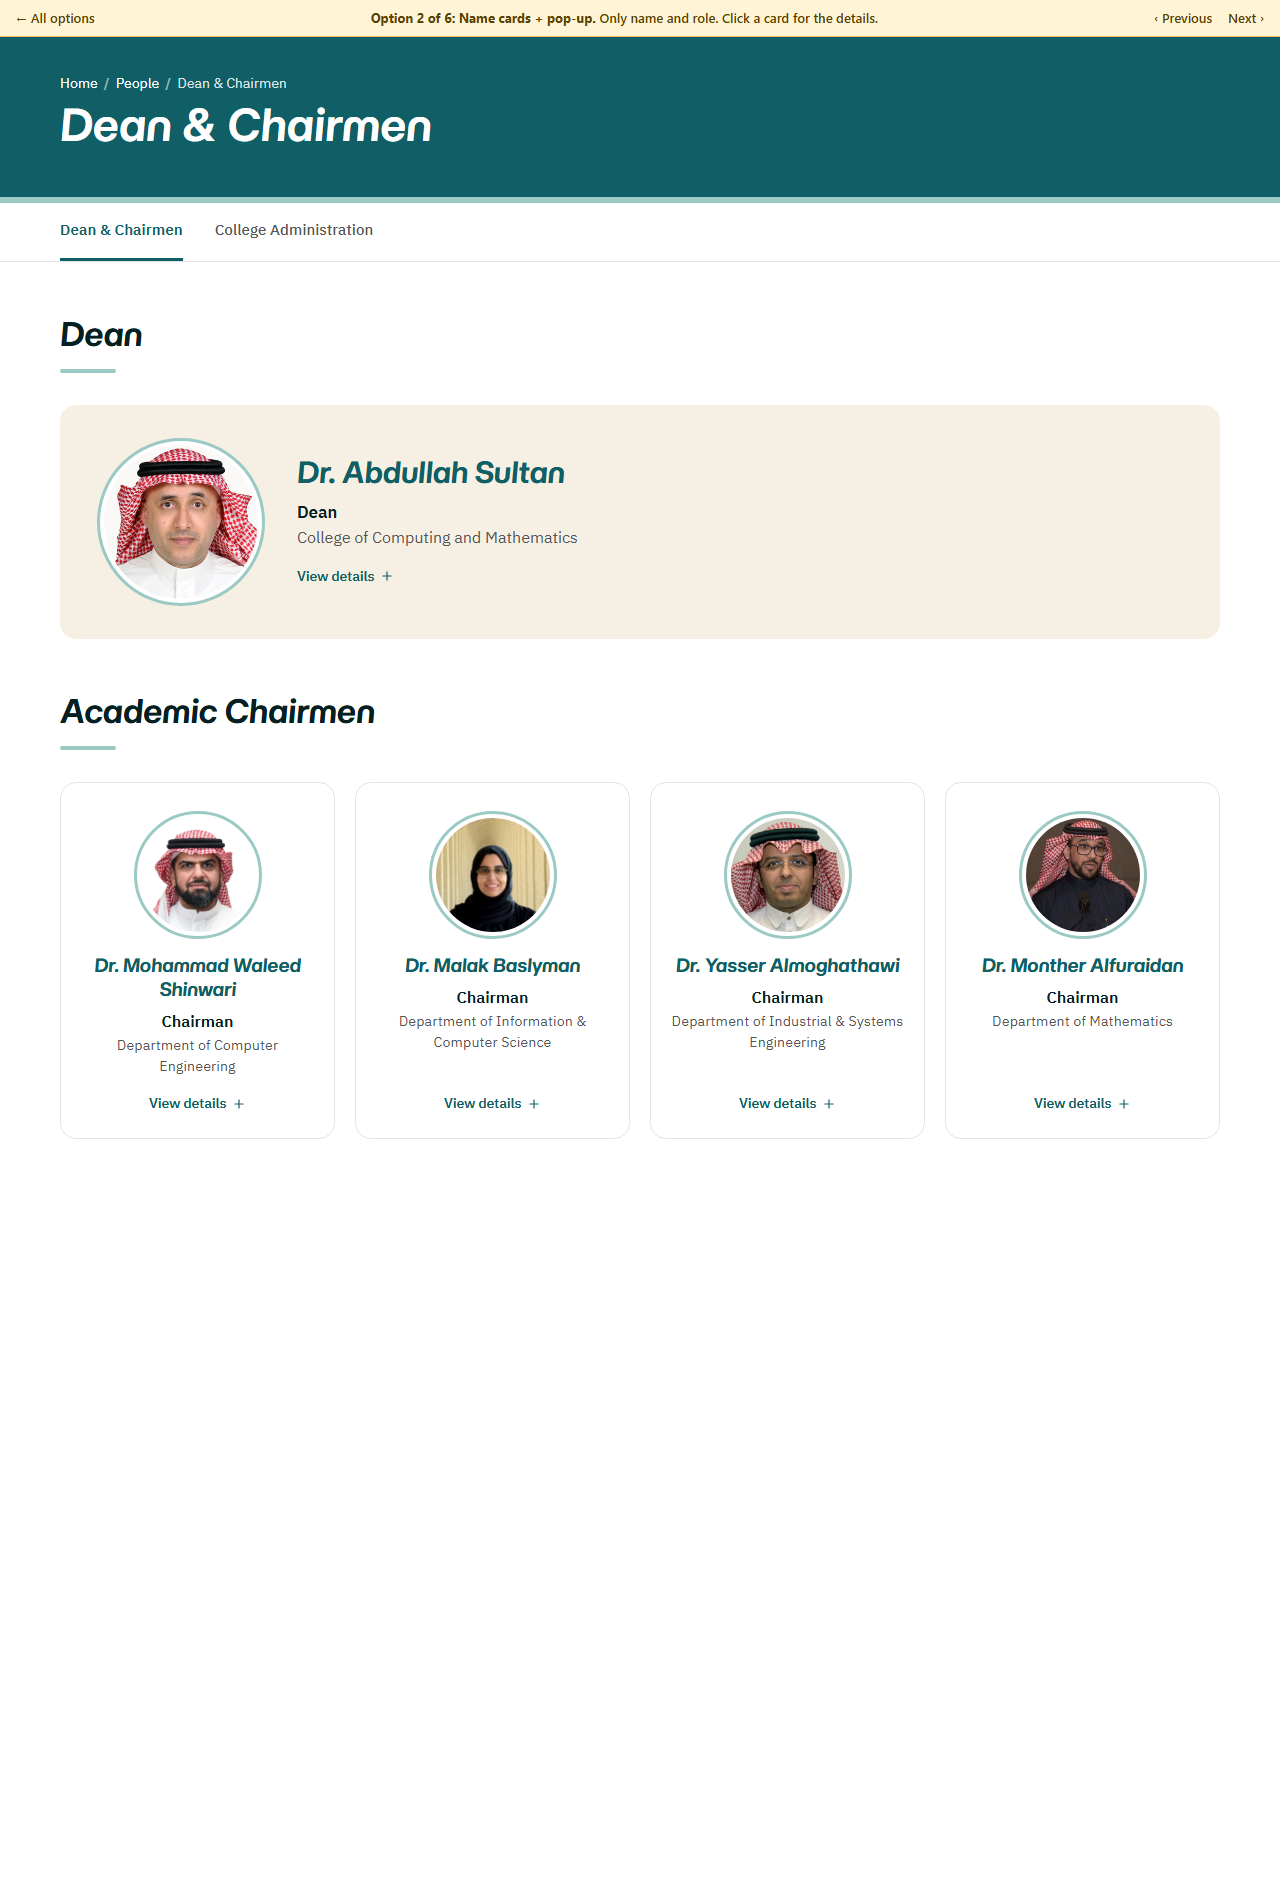 ← All options
Option 2 of 6: Name cards + pop-up. Only name and role. Click a card for the details.
‹ Previous Next ›
Home / People / Dean & Chairmen
Dean & Chairmen
Dean & Chairmen College Administration
Dean
Dr. Abdullah Sultan
Dean
College of Computing and Mathematics
View details +
Academic Chairmen
Dr. Mohammad Waleed
Shinwari
Chairman
Department of Computer
Engineering
View details +
Dr. Malak Baslyman
Chairman
Department of Information &
Computer Science
View details +
Dr. Yasser Almoghathawi
Chairman
Department of Industrial & Systems
Engineering
View details +
Dr. Monther Alfuraidan
Chairman
Department of Mathematics
View details +